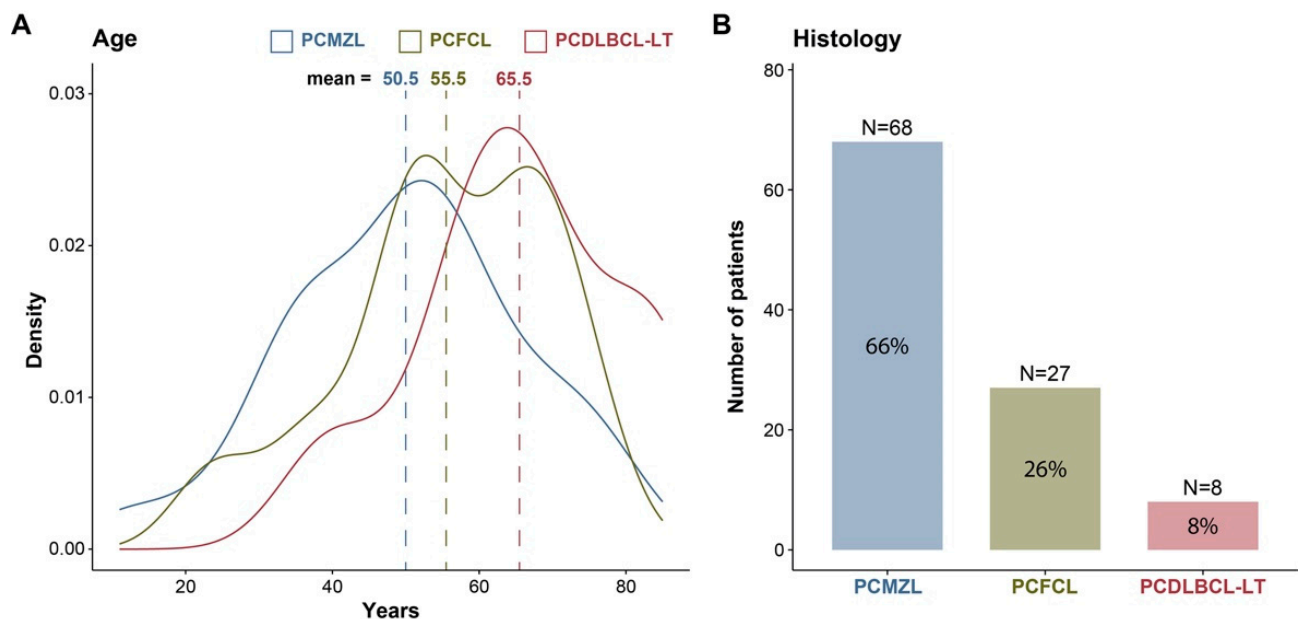 A
Age
PCMZL PCFCL PCDLBCL-LT
mean = 50.5 55.5 65.5
0.03
0.02
0.01
0.00
Density
20 40 60 80
Years
B
Histology
80
60
40
20
0
Number of patients
N=68
66%
N=27
26%
N=8
8%
PCMZL PCFCL PCDLBCL-LT